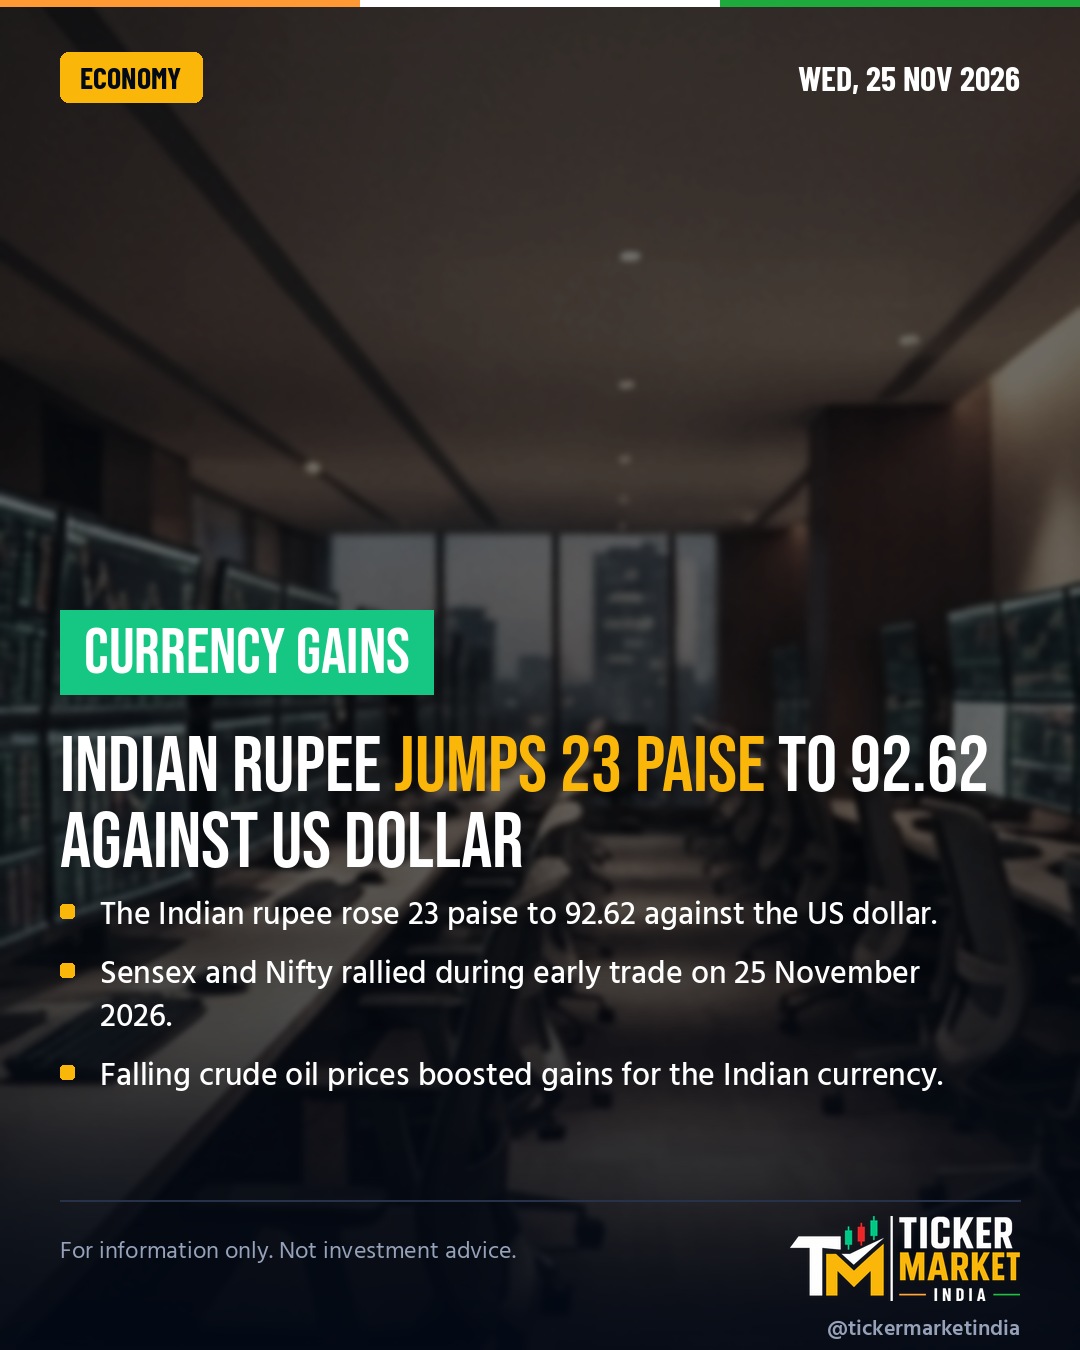 ECONOMY
WED, 25 NOV 2026
CURRENCY GAINS
INDIAN RUPEE JUMPS 23 PAISE TO 92.62
AGAINST US DOLLAR
The Indian rupee rose 23 paise to 92.62 against the US dollar.
Sensex and Nifty rallied during early trade on 25 November
2026.
Falling crude oil prices boosted gains for the Indian currency.
For information only. Not investment advice.
TM
TICKER
MARKET
INDIA
@tickermarketindia